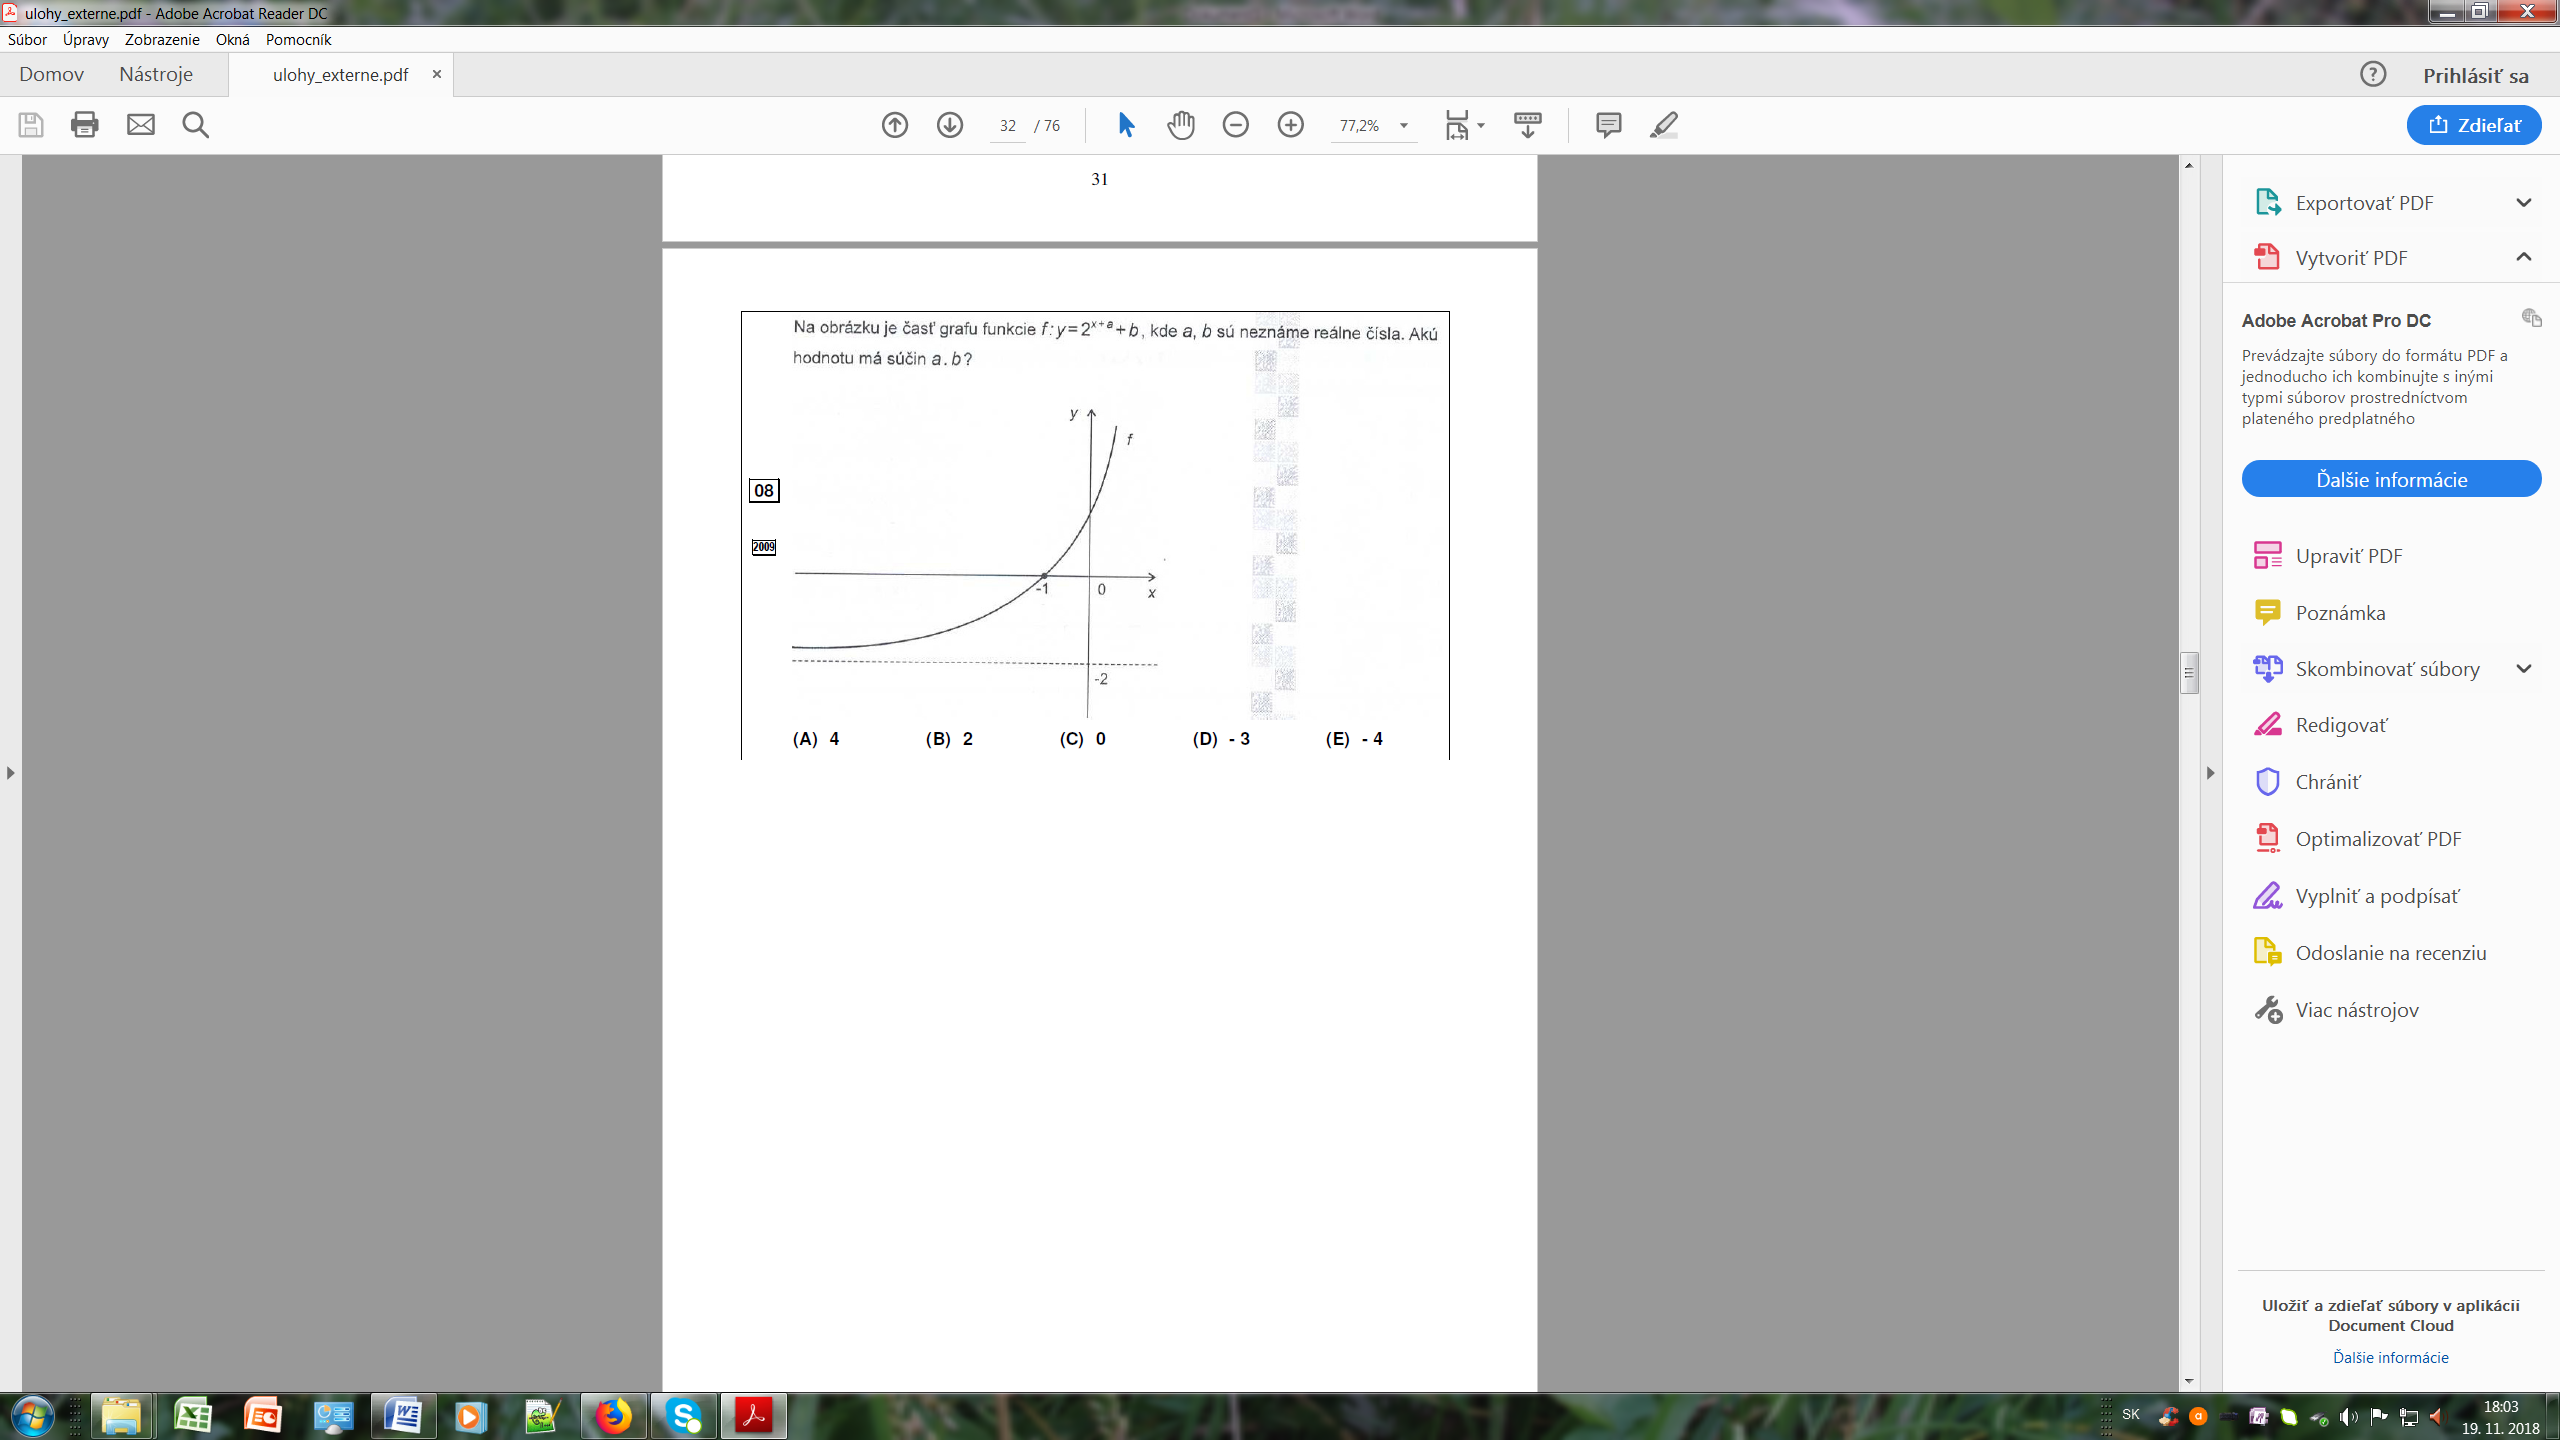 ulohy_externe.pdf - Adobe Acrobat Reader DC
Súbor Úpravy Zobrazenie Okná Pomocník
Domov Nástroje ulohy_externe.pdf × ? Prihlásiť sa
32 / 76 77,2% Zdieľať
31
Na obrázku je časť grafu funkcie f: y = 2^{x+a} + b, kde a, b sú neznáme reálne čísla. Akú
hodnotu má súčin a . b ?
y
f
08
2009
-1 0 x
-2
(A) 4 (B) 2 (C) 0 (D) - 3 (E) - 4
Exportovať PDF
Vytvoriť PDF
Adobe Acrobat Pro DC
Prevádzajte súbory do formátu PDF a
jednoducho ich kombinujte s inými
typmi súborov prostredníctvom
plateného predplatného
Ďalšie informácie
Upraviť PDF
Poznámka
Skombinovať súbory
Redigovať
Chrániť
Optimalizovať PDF
Vyplniť a podpísať
Odoslanie na recenziu
Viac nástrojov
Uložiť a zdieľať súbory v aplikácii
Document Cloud
Ďalšie informácie
SK 18:03
19. 11. 2018